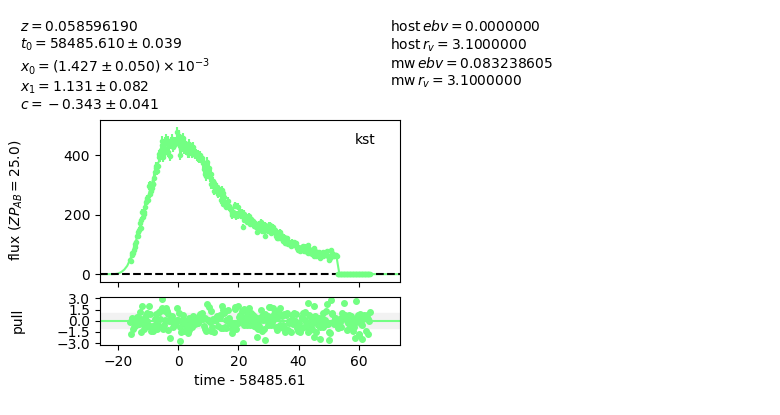 z = 0.058596190
t₀ = 58485.610 ± 0.039
x₀ = (1.427 ± 0.050) × 10⁻³
x₁ = 1.131 ± 0.082
c = −0.343 ± 0.041
host ebv = 0.0000000
host r_v = 3.1000000
mw ebv = 0.083238605
mw r_v = 3.1000000
kst
flux (ZP_AB = 25.0)
400
200
0
pull
3.0
1.5
0.0
−1.5
−3.0
−20 0 20 40 60
time - 58485.61